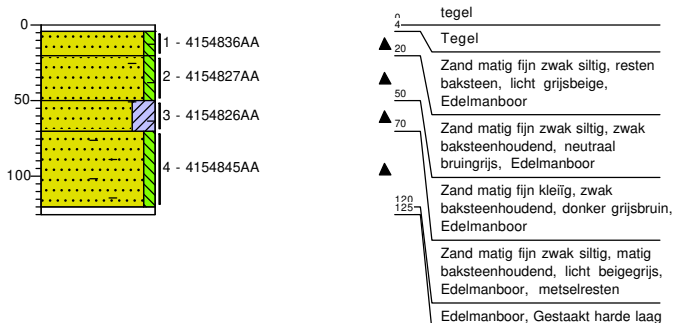 0
1 - 4154836AA
2 - 4154827AA
50
3 - 4154826AA
4 - 4154845AA
100
0
tegel
4
Tegel
20
Zand matig fijn zwak siltig, resten
baksteen, licht grijsbeige,
Edelmanboor
50
Zand matig fijn zwak siltig, zwak
baksteenhoudend, neutraal
bruingrijs, Edelmanboor
70
Zand matig fijn kleiïg, zwak
baksteenhoudend, donker grijsbruin,
Edelmanboor
120
Zand matig fijn zwak siltig, matig
baksteenhoudend, licht beigegrijs,
Edelmanboor, metselresten
125
Edelmanboor, Gestaakt harde laag